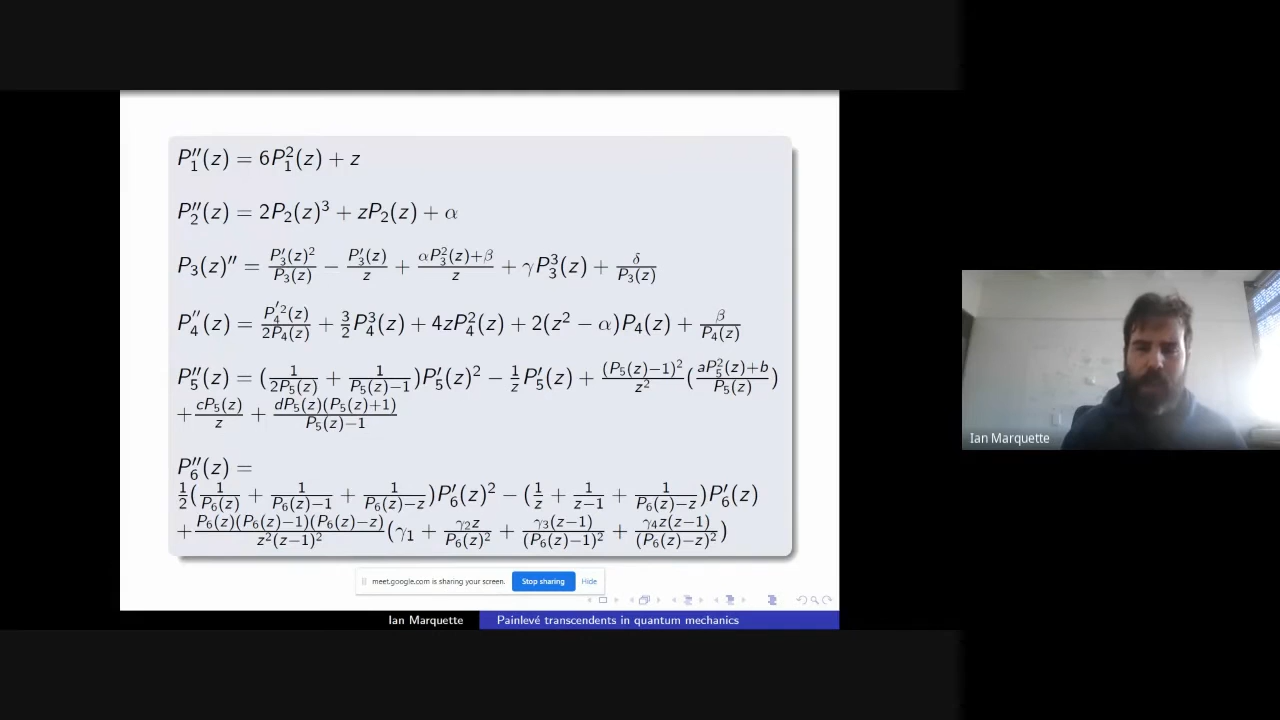 P₁″(z) = 6P₁²(z) + z
P₂″(z) = 2P₂(z)³ + zP₂(z) + α
P₃(z)″ = P₃′(z)²/P₃(z) − P₃′(z)/z + (αP₃²(z)+β)/z + γP₃³(z) + δ/P₃(z)
P₄″(z) = P₄′²(z)/2P₄(z) + 3/2 P₄³(z) + 4zP₄²(z) + 2(z² − α)P₄(z) + β/P₄(z)
P₅″(z) = (1/2P₅(z) + 1/(P₅(z)−1))P₅′(z)² − 1/z P₅′(z) + (P₅(z)−1)²/z² ((aP₅²(z)+b)/P₅(z))
+ cP₅(z)/z + dP₅(z)(P₅(z)+1)/(P₅(z)−1)
P₆″(z) =
1/2(1/P₆(z) + 1/(P₆(z)−1) + 1/(P₆(z)−z))P₆′(z)² − (1/z + 1/(z−1) + 1/(P₆(z)−z))P₆′(z)
+ P₆(z)(P₆(z)−1)(P₆(z)−z)/z²(z−1)² (γ₁ + γ₂z/P₆(z)² + γ₃(z−1)/(P₆(z)−1)² + γ₄z(z−1)/(P₆(z)−z)²)
meet.google.com is sharing your screen. Stop sharing Hide
Ian Marquette Painlevé transcendents in quantum mechanics
Ian Marquette